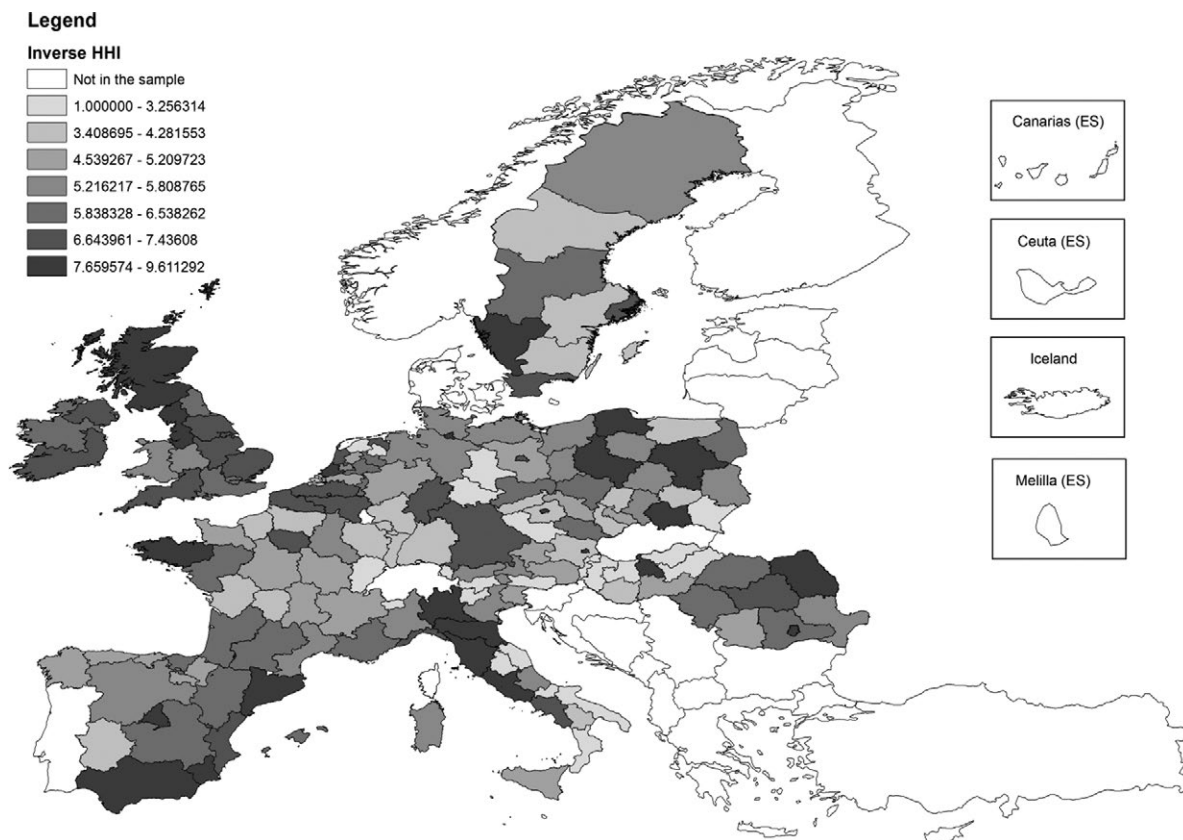 Legend
Inverse HHI
Not in the sample
1.000000 - 3.256314
3.408695 - 4.281553
4.539267 - 5.209723
5.216217 - 5.808765
5.838328 - 6.538262
6.643961 - 7.43608
7.659574 - 9.611292
Canarias (ES)
Ceuta (ES)
Iceland
Melilla (ES)